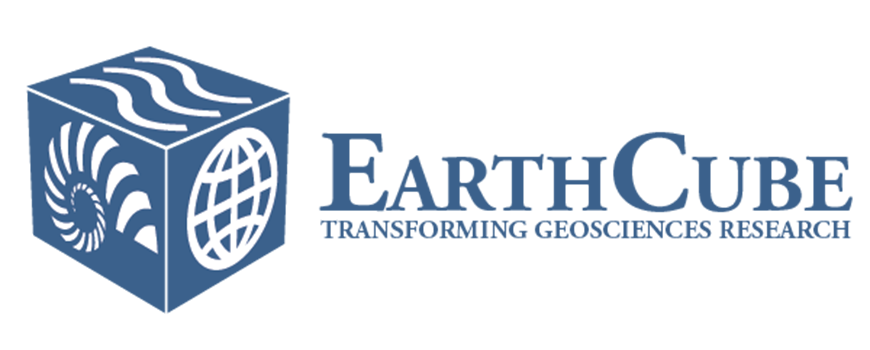 EARTHCUBE
TRANSFORMING GEOSCIENCES RESEARCH